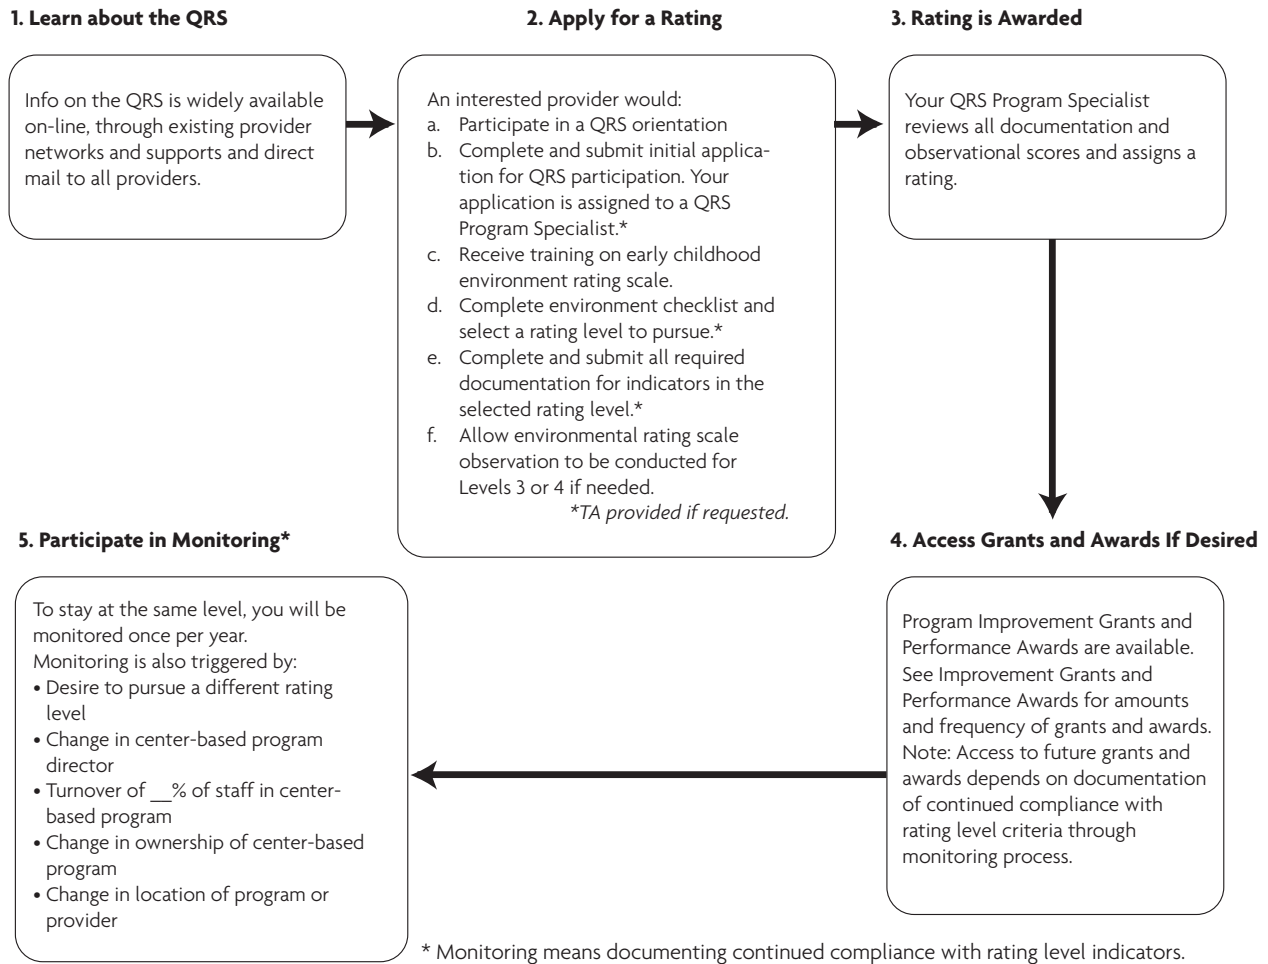 1. Learn about the QRS
Info on the QRS is widely available
on-line, through existing provider
networks and supports and direct
mail to all providers.
2. Apply for a Rating
An interested provider would:
a. Participate in a QRS orientation
b. Complete and submit initial applica-
tion for QRS participation. Your
application is assigned to a QRS
Program Specialist.*
c. Receive training on early childhood
environment rating scale.
d. Complete environment checklist and
select a rating level to pursue.*
e. Complete and submit all required
documentation for indicators in the
selected rating level.*
f. Allow environmental rating scale
observation to be conducted for
Levels 3 or 4 if needed.
*TA provided if requested.
3. Rating is Awarded
Your QRS Program Specialist
reviews all documentation and
observational scores and assigns a
rating.
4. Access Grants and Awards If Desired
Program Improvement Grants and
Performance Awards are available.
See Improvement Grants and
Performance Awards for amounts
and frequency of grants and awards.
Note: Access to future grants and
awards depends on documentation
of continued compliance with
rating level criteria through
monitoring process.
5. Participate in Monitoring*
To stay at the same level, you will be
monitored once per year.
Monitoring is also triggered by:
• Desire to pursue a different rating
level
• Change in center-based program
director
• Turnover of __% of staff in center-
based program
• Change in ownership of center-based
program
• Change in location of program or
provider
* Monitoring means documenting continued compliance with rating level indicators.